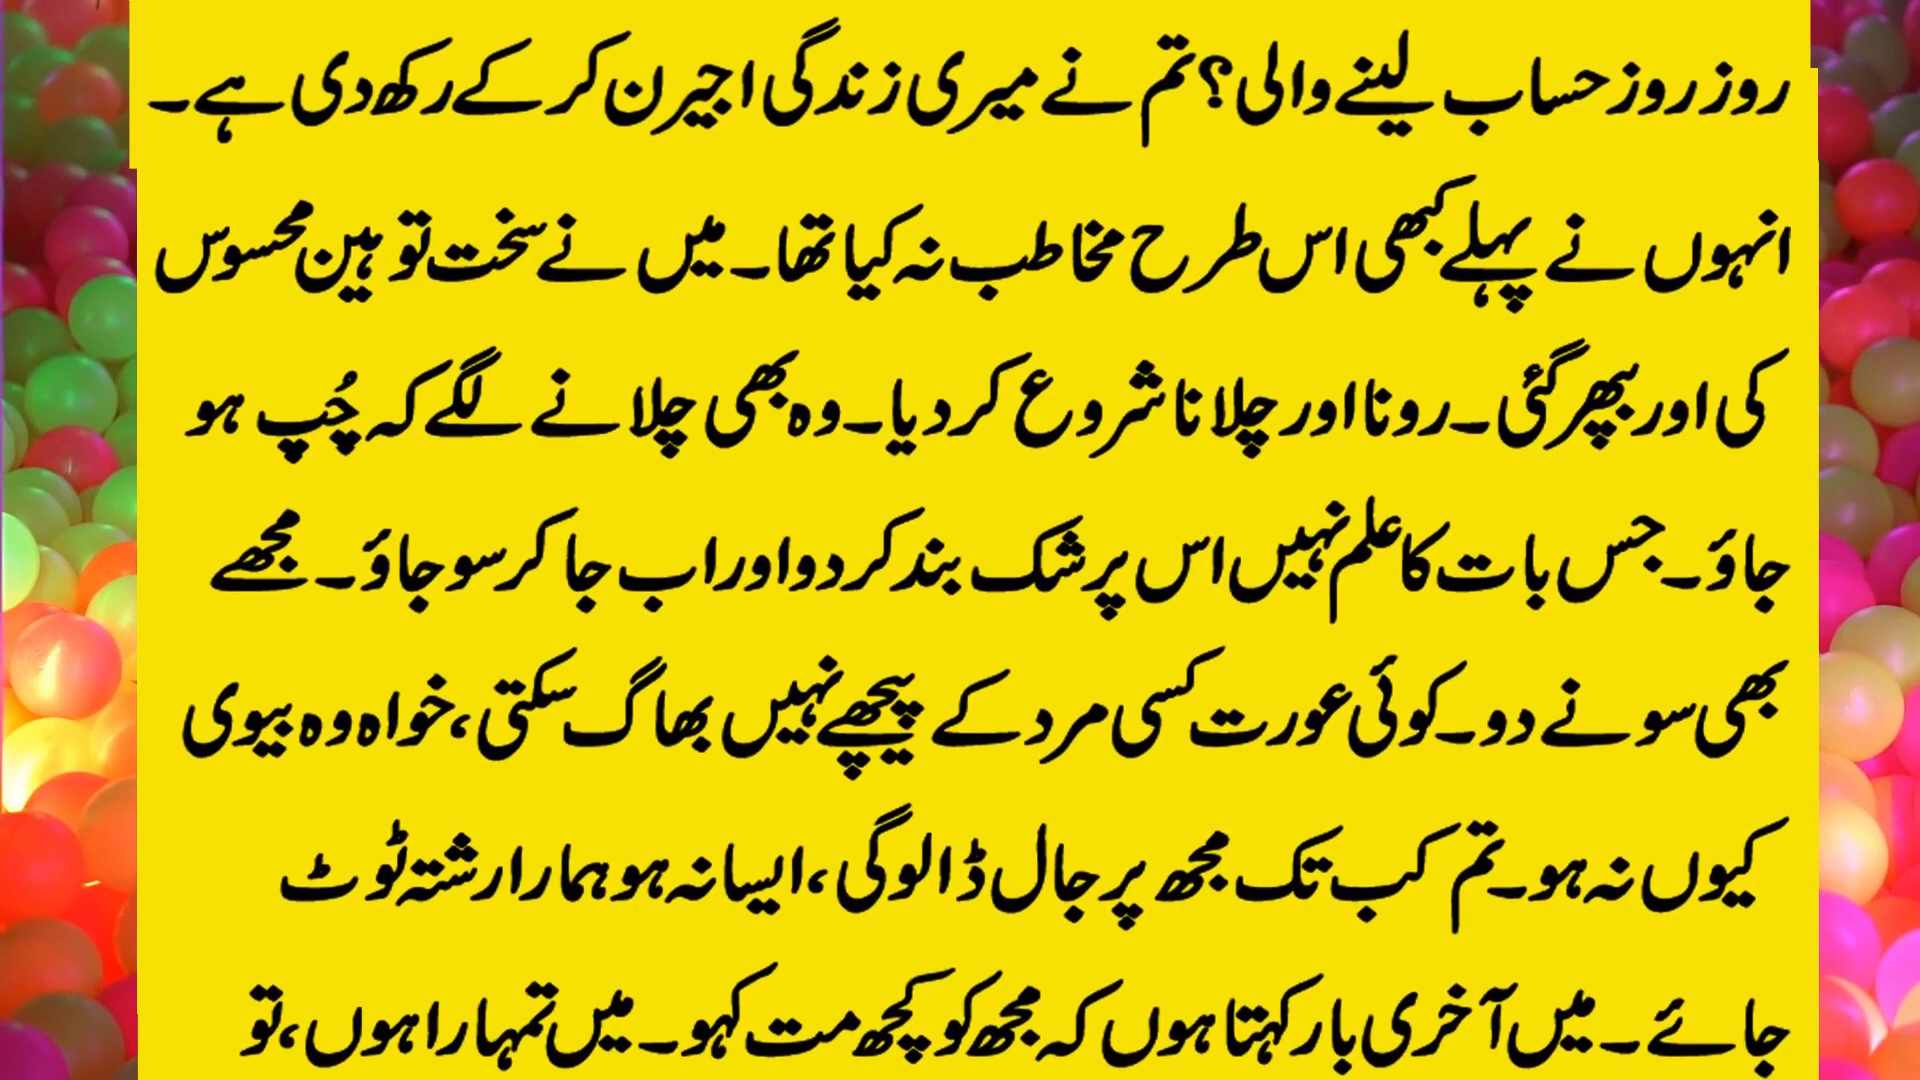 روز روز حساب لینے والی؟ تم نے میری زندگی اجیرن کر کے رکھ دی ہے۔
انہوں نے پہلے کبھی اس طرح مخاطب نہ کیا تھا۔ میں نے سخت توہین محسوس
کی اور بپھر گئی۔ رونا اور چلانا شروع کر دیا۔ وہ بھی چلانے لگے کہ چُپ ہو
جاؤ۔ جس بات کا علم نہیں اس پر شک بند کر دو اور اب جا کر سو جاؤ۔ مجھے
بھی سونے دو۔ کوئی عورت کسی مرد کے پیچھے نہیں بھاگ سکتی، خواہ وہ بیوی
کیوں نہ ہو۔ تم کب تک مجھ پر جال ڈالو گی، ایسا نہ ہو ہمارا رشتہ ٹوٹ
جائے۔ میں آخری بار کہتا ہوں کہ مجھ کو کچھ مت کہو۔ میں تمہارا ہوں، تو